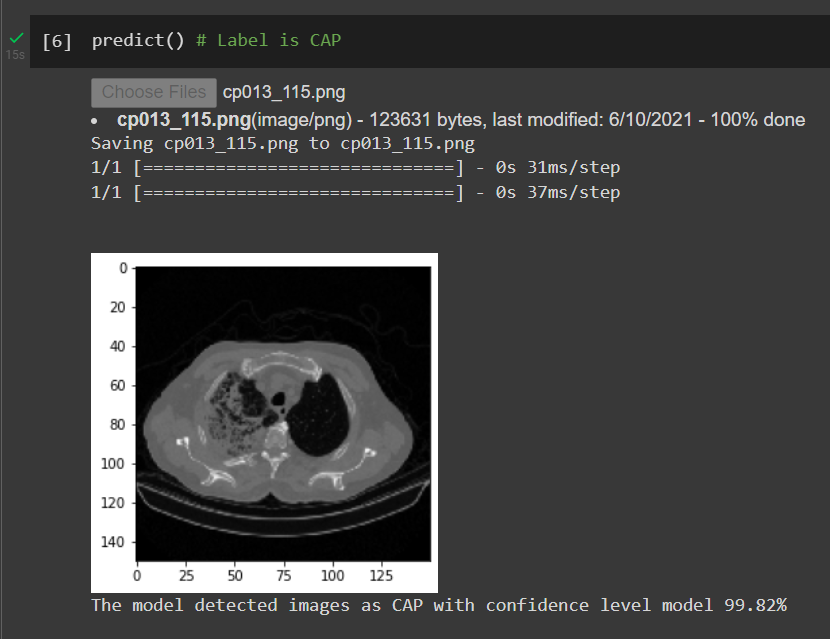 [6] predict() # Label is CAP
15s
Choose Files cp013_115.png
• cp013_115.png(image/png) - 123631 bytes, last modified: 6/10/2021 - 100% done
Saving cp013_115.png to cp013_115.png
1/1 [==============================] - 0s 31ms/step
1/1 [==============================] - 0s 37ms/step
0
20
40
60
80
100
120
140
0 25 50 75 100 125
The model detected images as CAP with confidence level model 99.82%